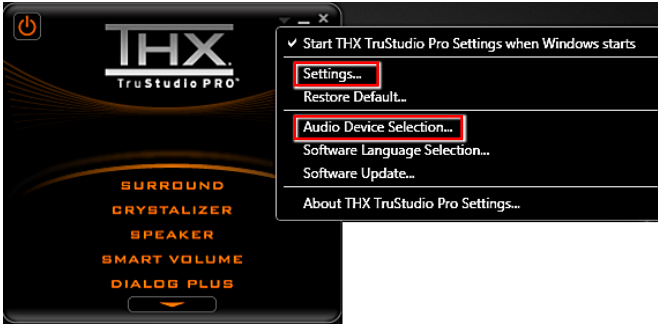 THX
TruStudio PRO™
SURROUND
CRYSTALIZER
SPEAKER
SMART VOLUME
DIALOG PLUS
Start THX TruStudio Pro Settings when Windows starts
Settings...
Restore Default...
Audio Device Selection...
Software Language Selection...
Software Update...
About THX TruStudio Pro Settings...